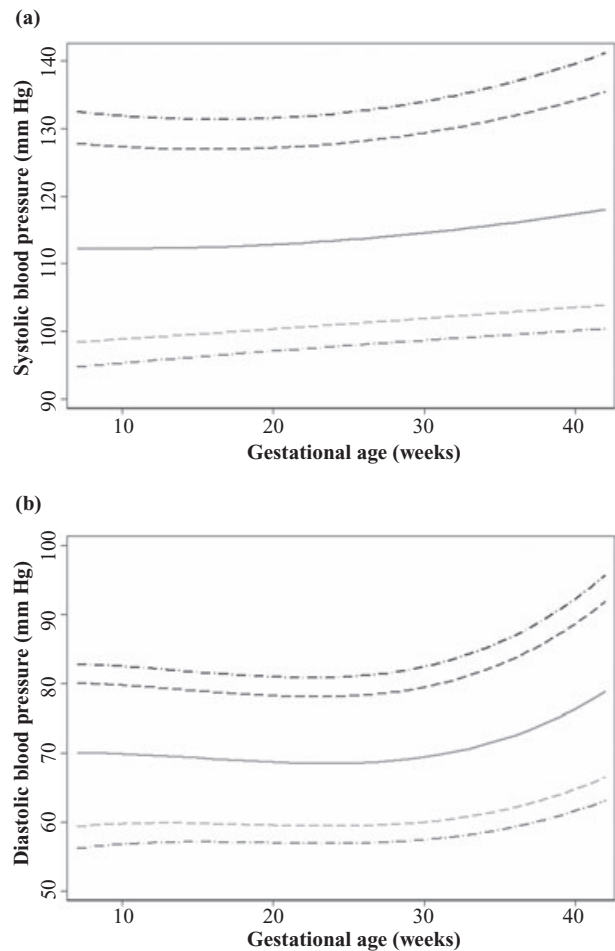 (a)
Systolic blood pressure (mm Hg)
140
130
120
110
100
90
10 20 30 40
Gestational age (weeks)
(b)
Diastolic blood pressure (mm Hg)
100
90
80
70
60
50
10 20 30 40
Gestational age (weeks)